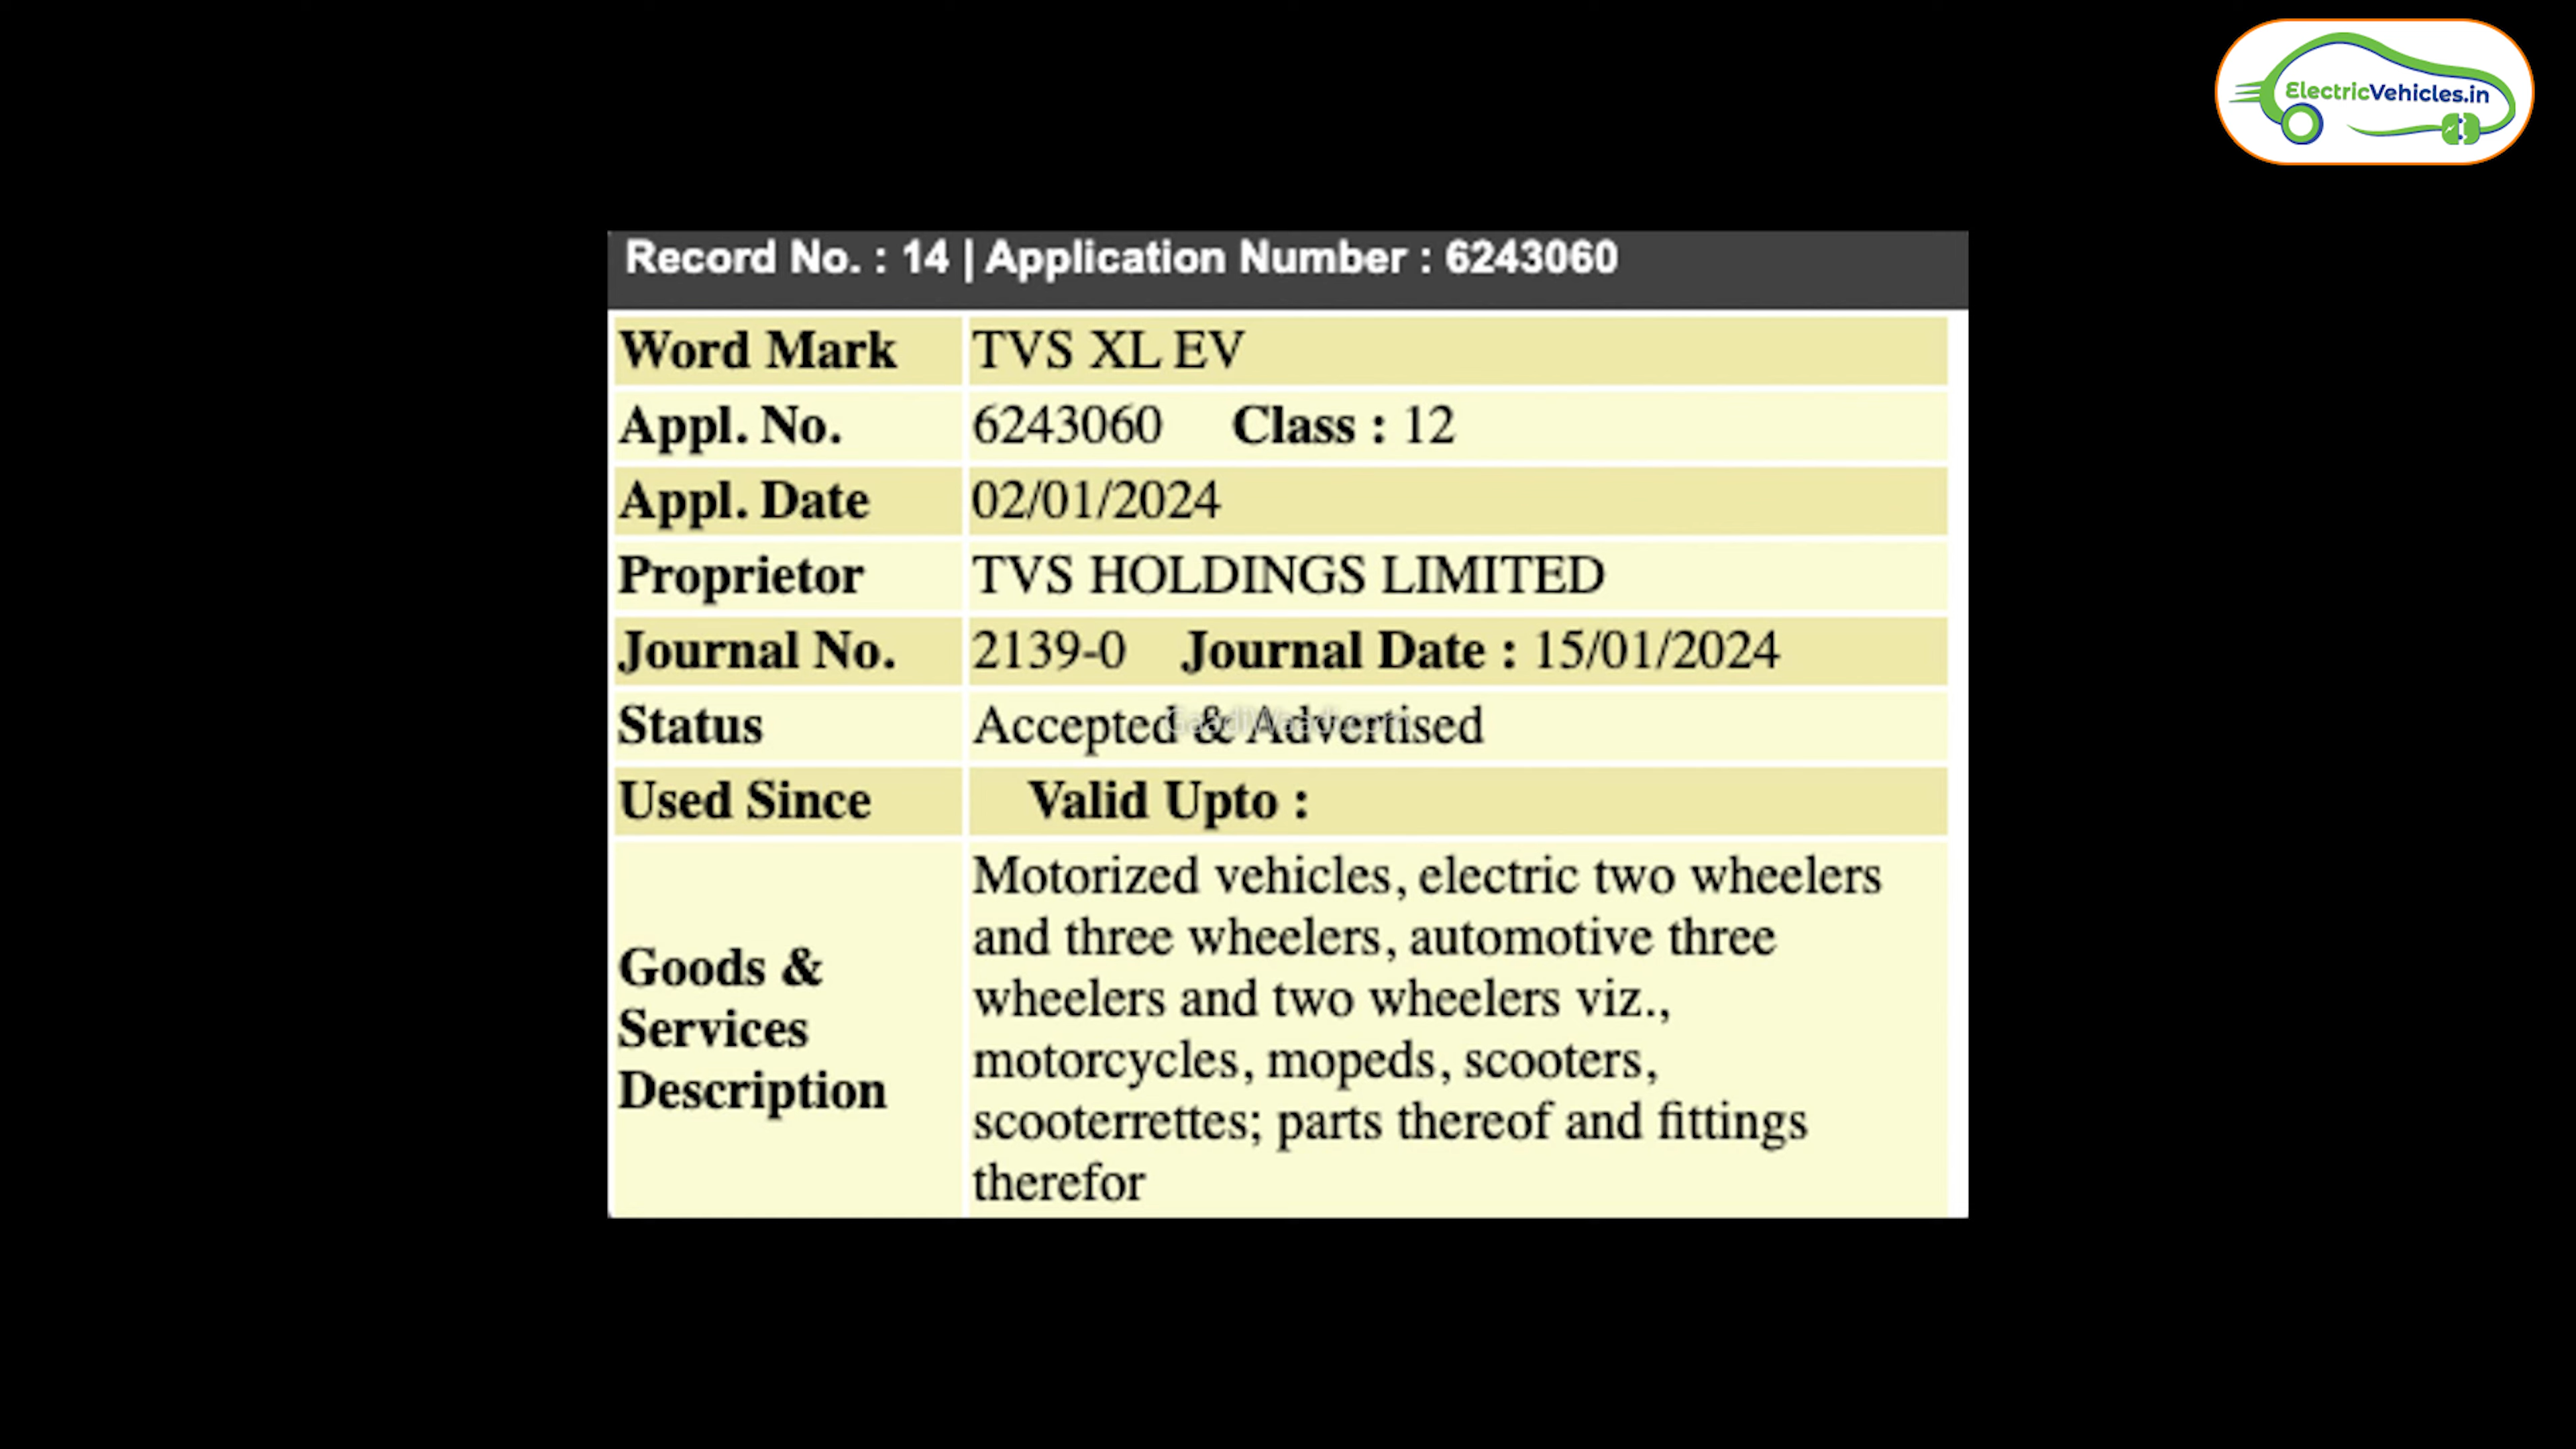 ElectricVehicles.in
Record No. : 14 | Application Number : 6243060
Word Mark TVS XL EV
Appl. No. 6243060 Class : 12
Appl. Date 02/01/2024
Proprietor TVS HOLDINGS LIMITED
Journal No. 2139-0 Journal Date : 15/01/2024
Status Accepted & Advertised
Used Since Valid Upto :
Goods &
Services
Description
Motorized vehicles, electric two wheelers
and three wheelers, automotive three
wheelers and two wheelers viz.,
motorcycles, mopeds, scooters,
scooterrettes; parts thereof and fittings
therefor